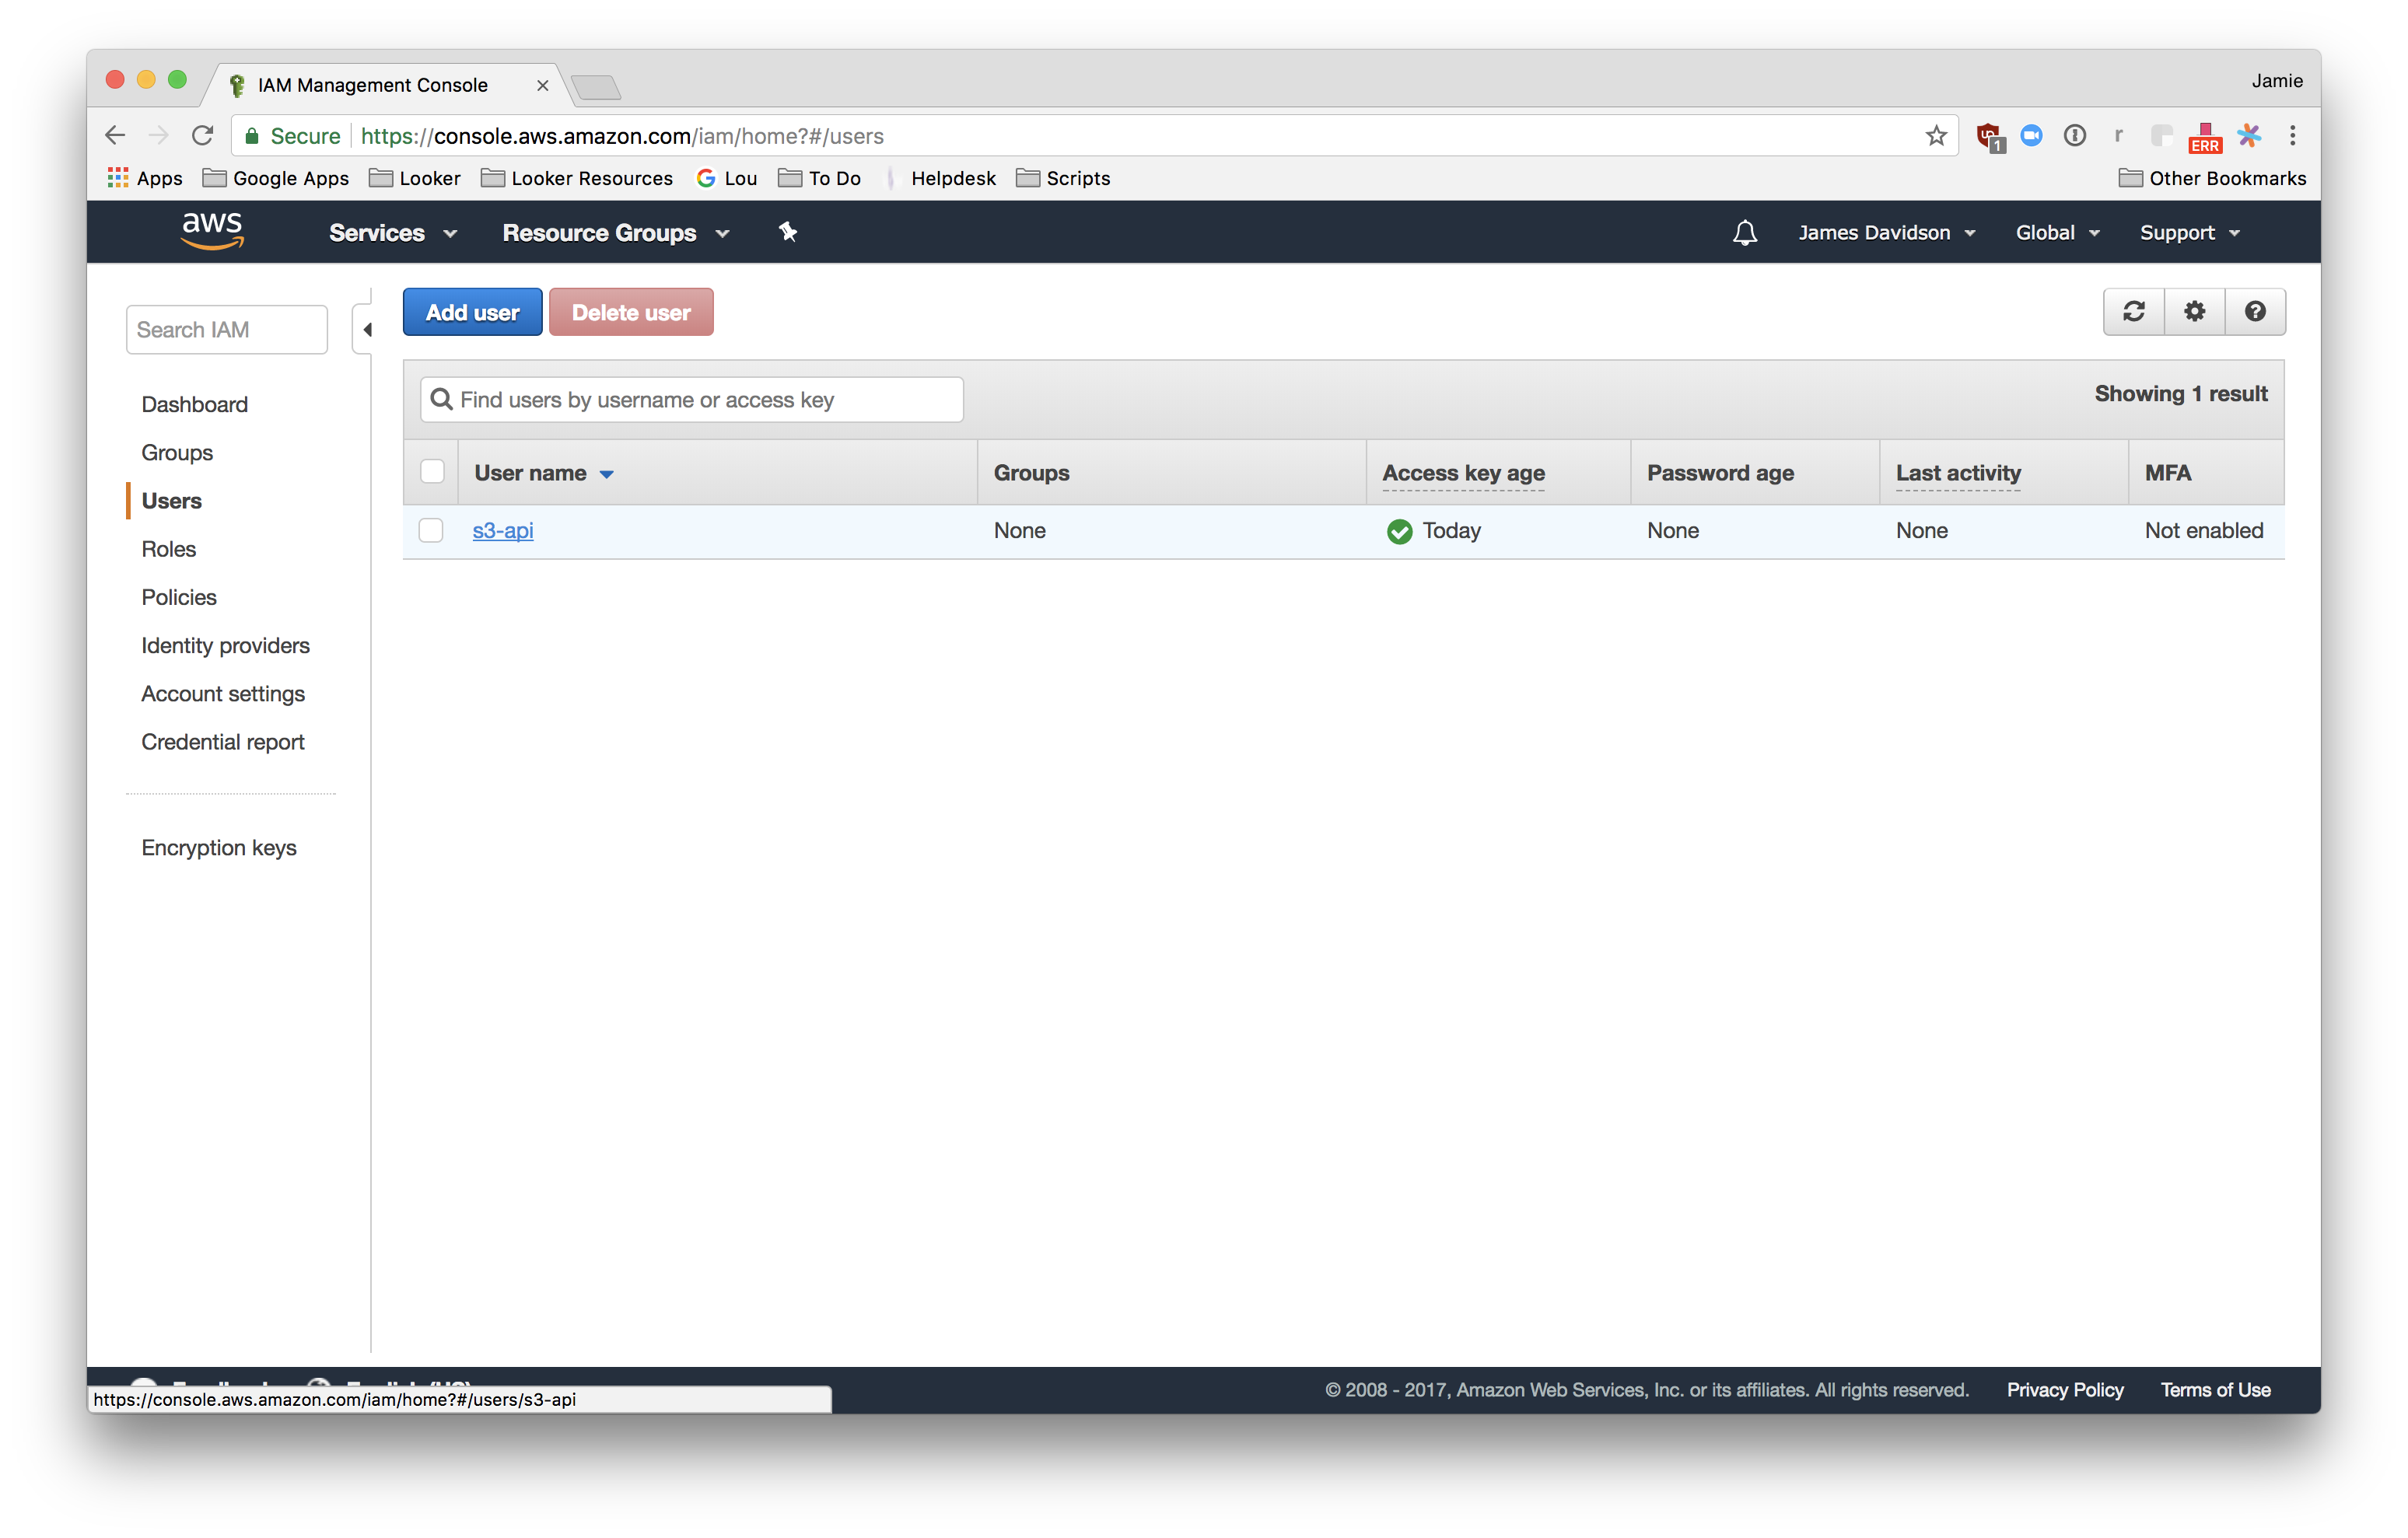 IAM Management Console
Jamie
Secure https://console.aws.amazon.com/iam/home?#/users
1
r
ERR
Apps Google Apps Looker Looker Resources Lou To Do Helpdesk Scripts Other Bookmarks
aws Services Resource Groups James Davidson Global Support
Search IAM
Add user Delete user
Find users by username or access key
Showing 1 result
Dashboard
Groups
Users
Roles
Policies
Identity providers
Account settings
Credential report
Encryption keys
User name Groups Access key age Password age Last activity MFA
s3-api None Today None None Not enabled
© 2008 - 2017, Amazon Web Services, Inc. or its affiliates. All rights reserved. Privacy Policy Terms of Use
https://console.aws.amazon.com/iam/home?#/users/s3-api